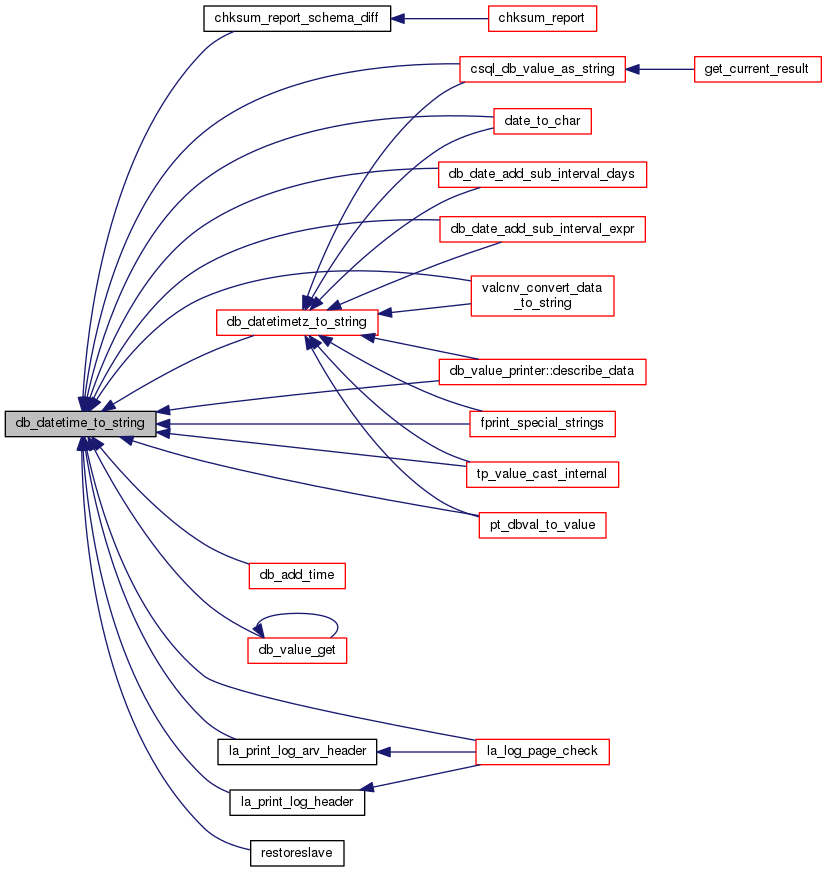 chksum_report_schema_diff
chksum_report
csql_db_value_as_string
get_current_result
date_to_char
db_date_add_sub_interval_days
db_date_add_sub_interval_expr
valcnv_convert_data
_to_string
db_datetimetz_to_string
db_value_printer::describe_data
db_datetime_to_string
fprint_special_strings
tp_value_cast_internal
pt_dbval_to_value
db_add_time
db_value_get
la_print_log_arv_header
la_log_page_check
la_print_log_header
restoreslave